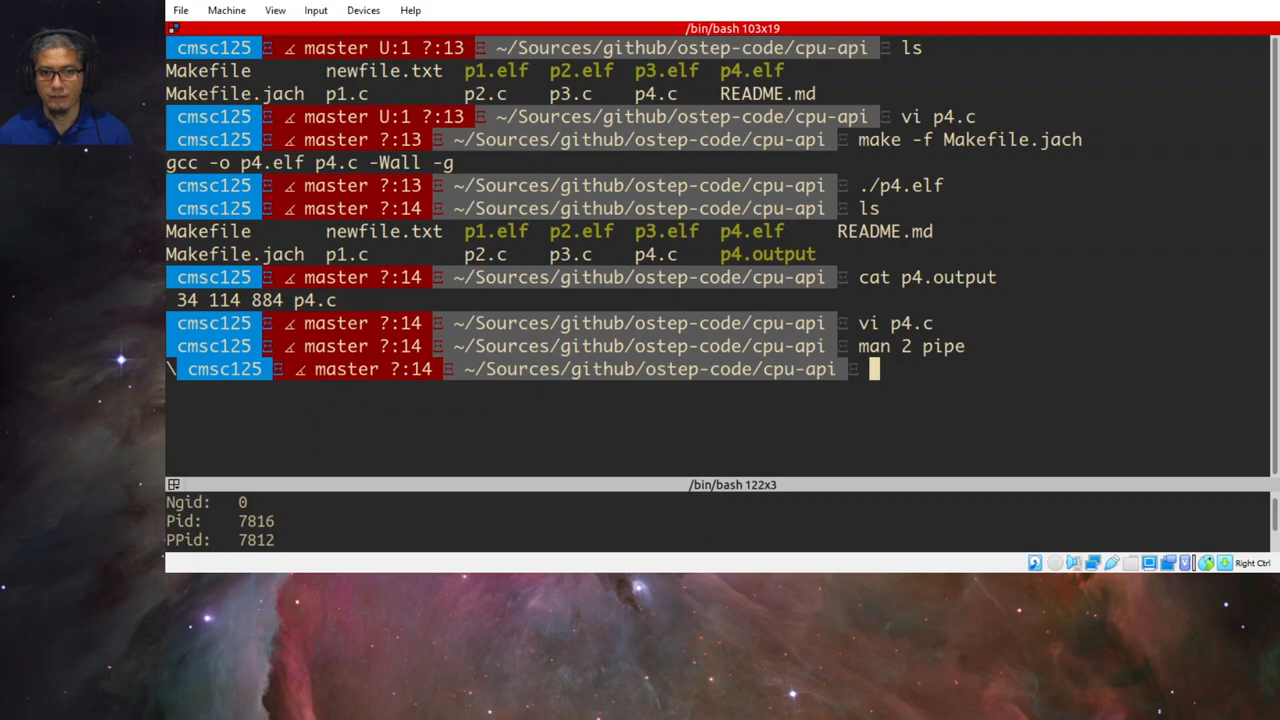 File Machine View Input Devices Help
/bin/bash 103x19
cmsc125 master U:1 ?:13 ~/Sources/github/ostep-code/cpu-api ls
Makefile newfile.txt p1.elf p2.elf p3.elf p4.elf
Makefile.jach p1.c p2.c p3.c p4.c README.md
cmsc125 master U:1 ?:13 ~/Sources/github/ostep-code/cpu-api vi p4.c
cmsc125 master ?:13 ~/Sources/github/ostep-code/cpu-api make -f Makefile.jach
gcc -o p4.elf p4.c -Wall -g
cmsc125 master ?:13 ~/Sources/github/ostep-code/cpu-api ./p4.elf
cmsc125 master ?:14 ~/Sources/github/ostep-code/cpu-api ls
Makefile newfile.txt p1.elf p2.elf p3.elf p4.elf README.md
Makefile.jach p1.c p2.c p3.c p4.c p4.output
cmsc125 master ?:14 ~/Sources/github/ostep-code/cpu-api cat p4.output
34 114 884 p4.c
cmsc125 master ?:14 ~/Sources/github/ostep-code/cpu-api vi p4.c
cmsc125 master ?:14 ~/Sources/github/ostep-code/cpu-api man 2 pipe
\ cmsc125 master ?:14 ~/Sources/github/ostep-code/cpu-api
/bin/bash 122x3
Ngid: 0
Pid: 7816
PPid: 7812
Right Ctrl